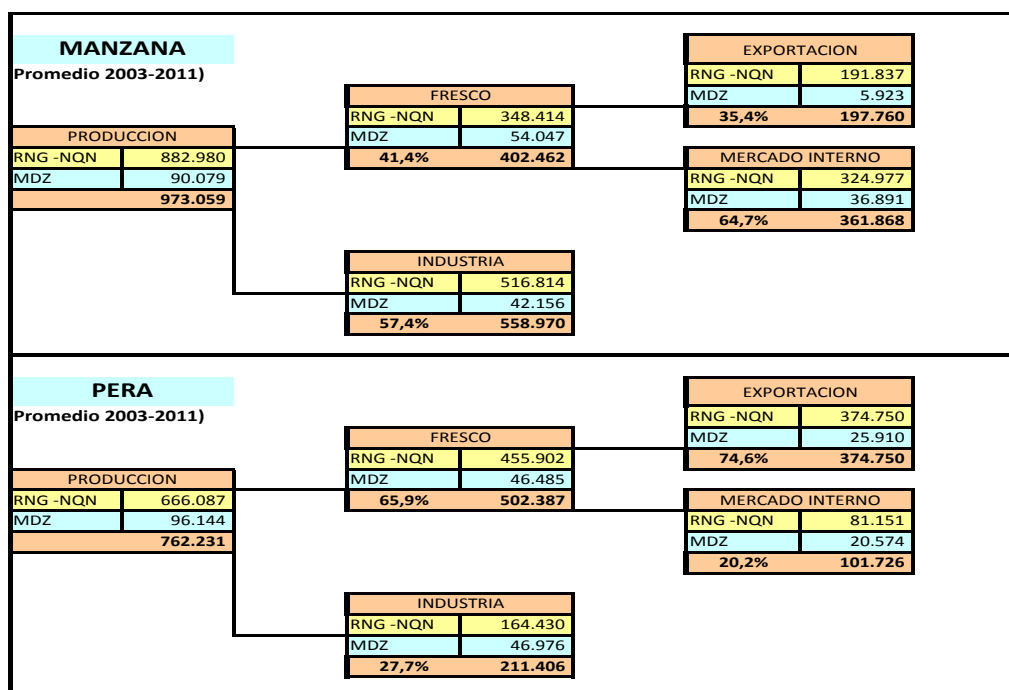 MANZANA
Promedio 2003-2011)
PRODUCCION
RNG -NQN 882.980
MDZ 90.079
973.059
FRESCO
RNG -NQN 348.414
MDZ 54.047
41,4% 402.462
EXPORTACION
RNG -NQN 191.837
MDZ 5.923
35,4% 197.760
MERCADO INTERNO
RNG -NQN 324.977
MDZ 36.891
64,7% 361.868
INDUSTRIA
RNG -NQN 516.814
MDZ 42.156
57,4% 558.970
PERA
Promedio 2003-2011)
PRODUCCION
RNG -NQN 666.087
MDZ 96.144
762.231
FRESCO
RNG -NQN 455.902
MDZ 46.485
65,9% 502.387
EXPORTACION
RNG -NQN 374.750
MDZ 25.910
74,6% 374.750
MERCADO INTERNO
RNG -NQN 81.151
MDZ 20.574
20,2% 101.726
INDUSTRIA
RNG -NQN 164.430
MDZ 46.976
27,7% 211.406